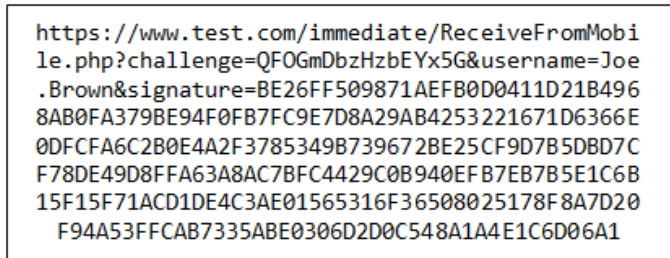 https://www.test.com/immediate/ReceiveFromMobi
le.php?challenge=QFOGmDbzHzbEYx5G&username=Joe
.Brown&signature=BE26FF509871AEFB0D0411D21B496
8AB0FA379BE94F0FB7FC9E7D8A29AB4253221671D6366E
0DFCFA6C2B0E4A2F3785349B739672BE25CF9D7B5DBD7C
F78DE49D8FFA63A8AC7BFC4429C0B940EFB7EB7B5E1C6B
15F15F71ACD1DE4C3AE01565316F36508025178F8A7D20
F94A53FFCAB7335ABE0306D2D0C548A1A4E1C6D06A1